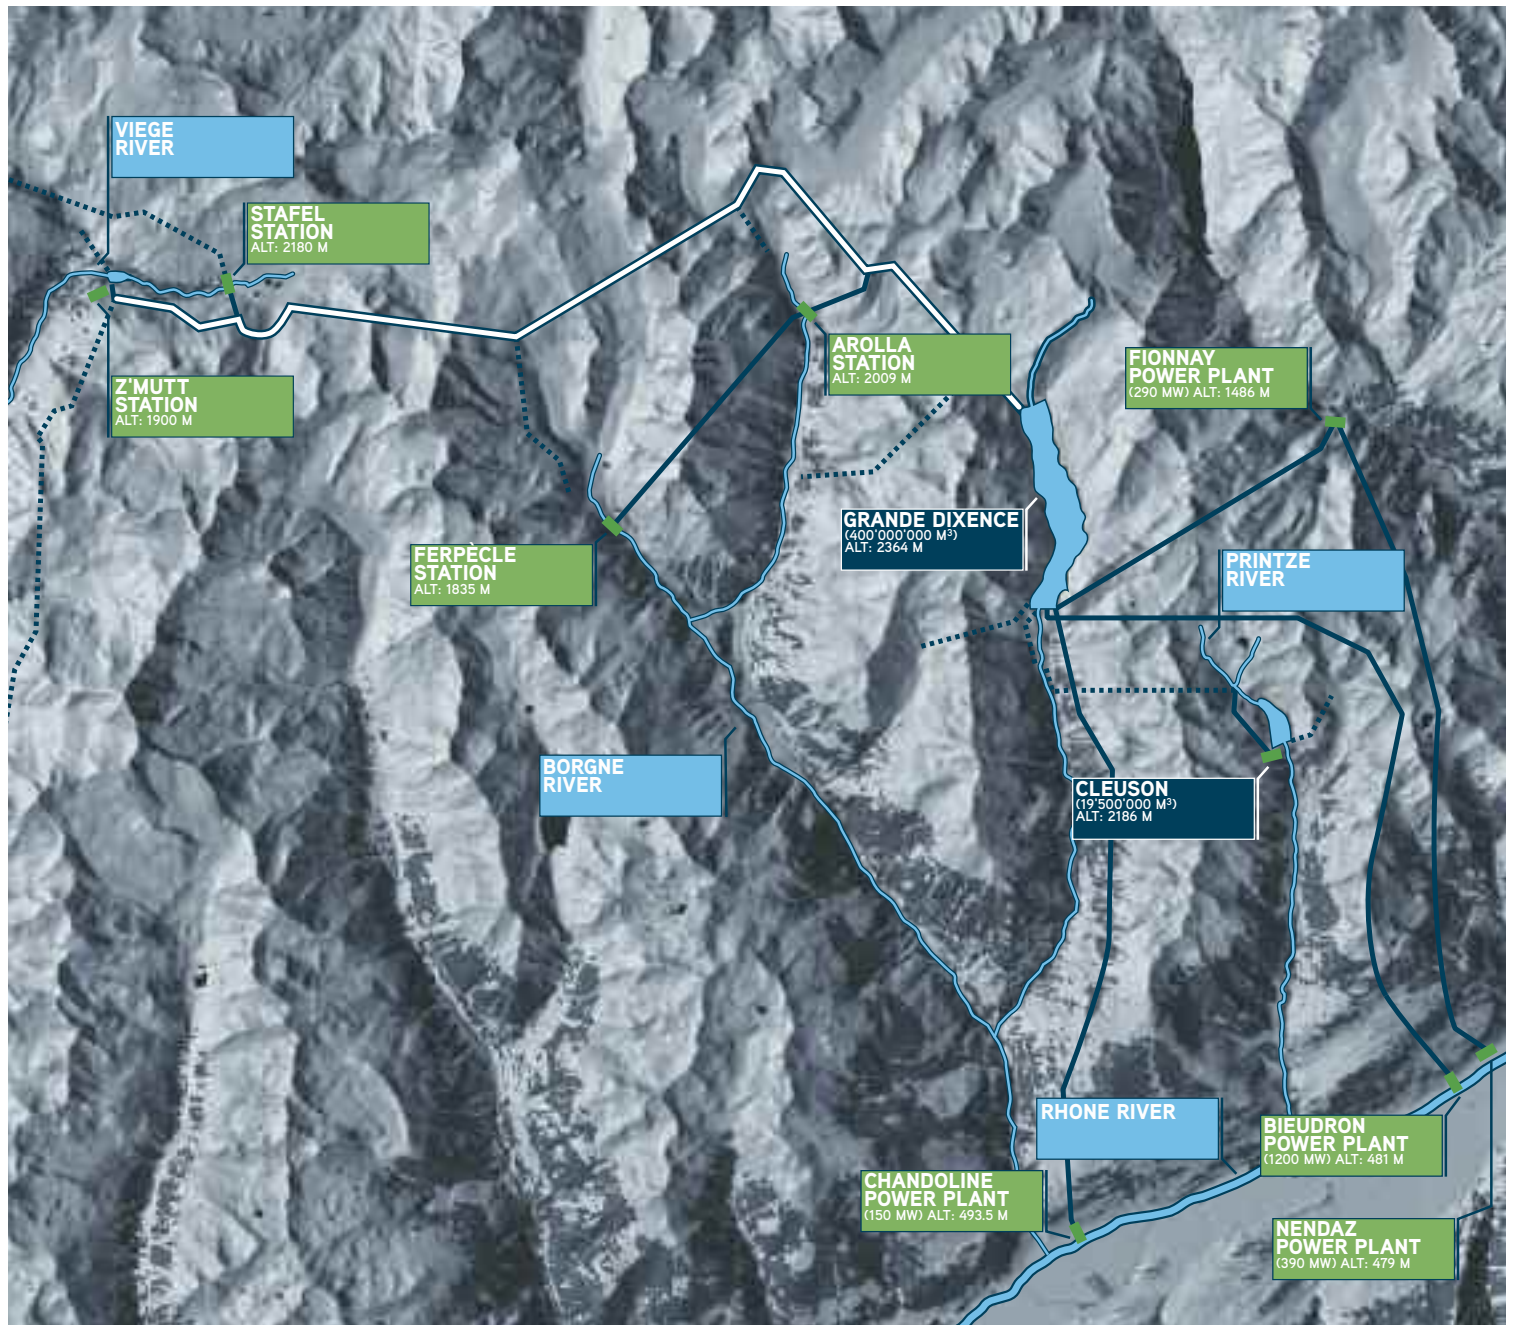 VIEGE
RIVER
STAFEL
STATION
ALT: 2180 M
Z'MUTT
STATION
ALT: 1900 M
AROLLA
STATION
ALT: 2009 M
FIONNAY
POWER PLANT
(290 MW) ALT: 1486 M
GRANDE DIXENCE
(400'000'000 M³)
ALT: 2364 M
FERPÈCLE
STATION
ALT: 1835 M
PRINTZE
RIVER
BORGNE
RIVER
CLEUSON
(19'500'000 M³)
ALT: 2186 M
RHONE RIVER
BIEUDRON
POWER PLANT
(1200 MW) ALT: 481 M
CHANDOLINE
POWER PLANT
(150 MW) ALT: 493.5 M
NENDAZ
POWER PLANT
(390 MW) ALT: 479 M